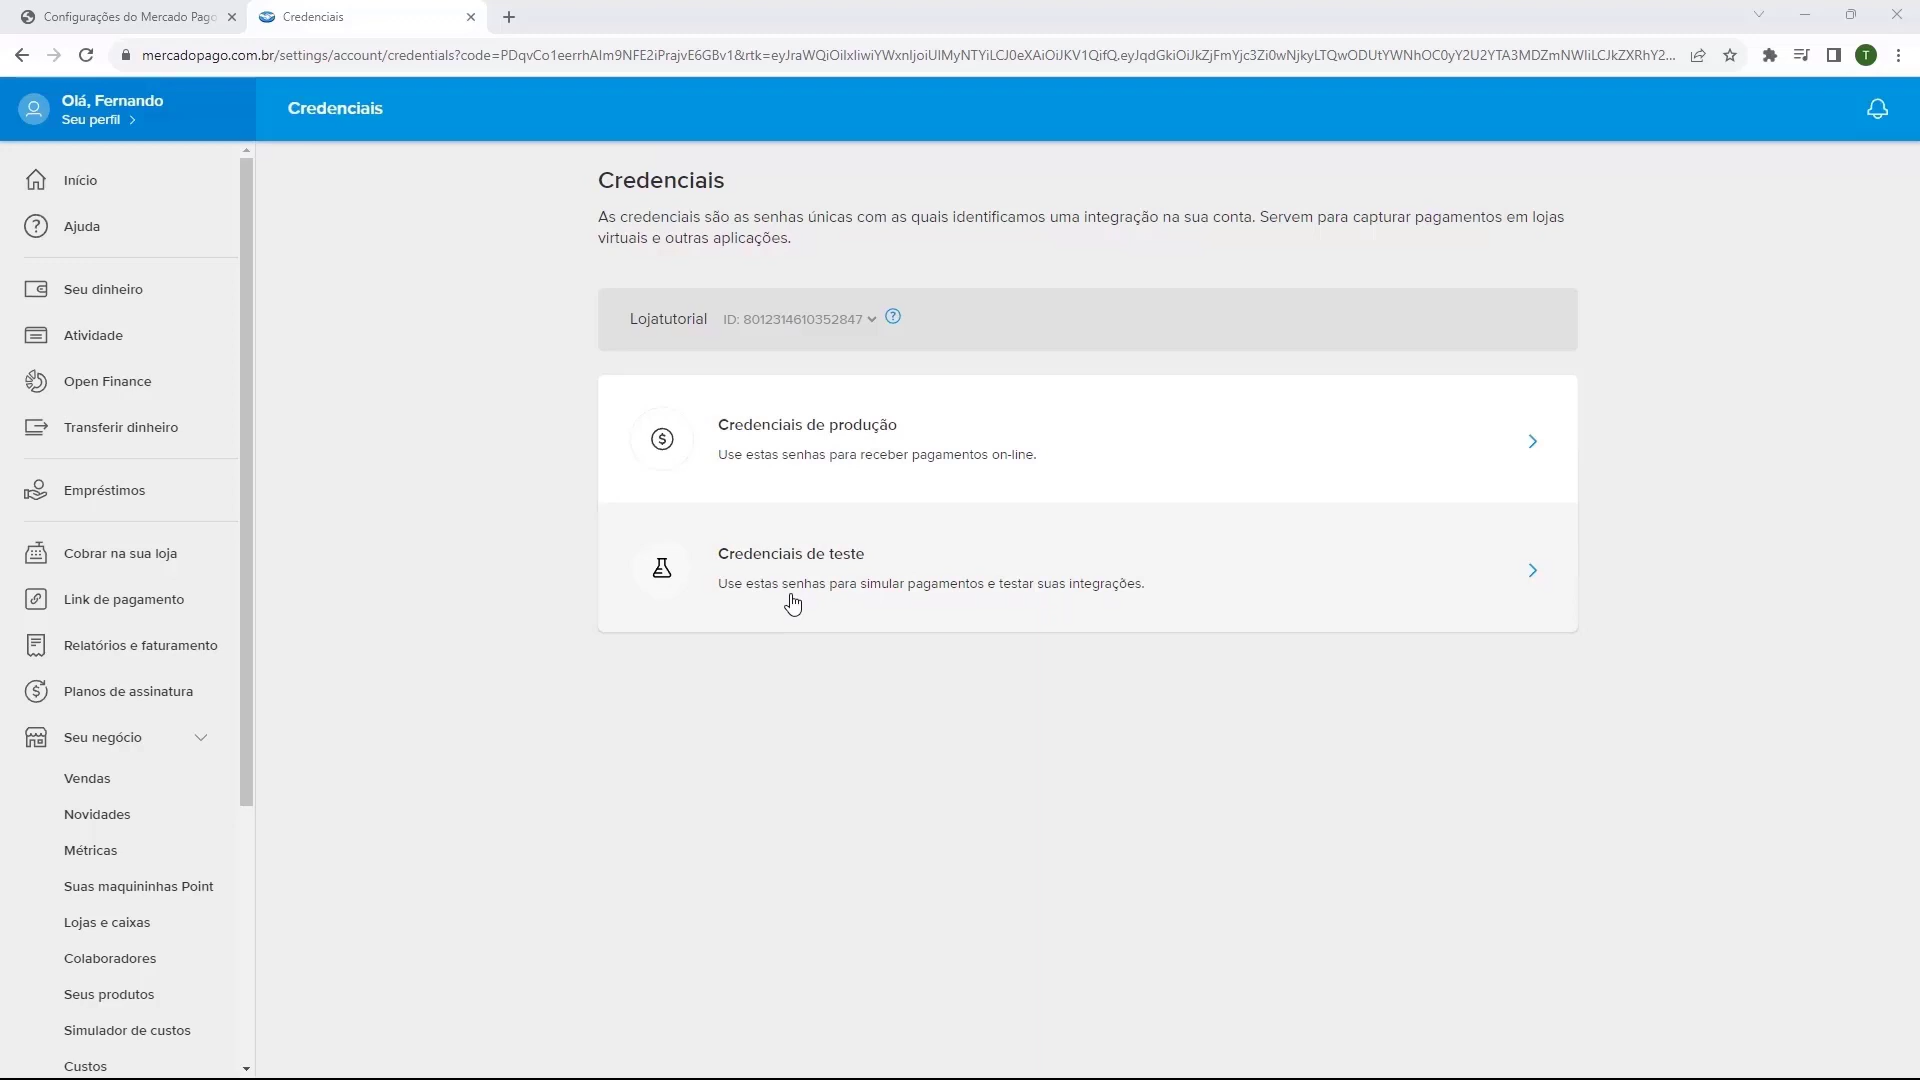 Configurações do Mercado Pago
Credenciais
mercadopago.com.br/settings/account/credentials?code=PDqvCo1eerrhAIm9NFE2iPrajvE6GBv1&rtk=eyJraWQiOiIxIiwiYWxnIjoiUlMyNTYiLCJ0eXAiOiJKV1QifQ.eyJqdGkiOiJkZjFmYjc3Zi0wNjkyLTQwODUtYWNhOC0yY2U2YTA3MDZmNWIiLCJkZXRhY2...
T
Olá, Fernando
Seu perfil
Credenciais
Início
Ajuda
Seu dinheiro
Atividade
Open Finance
Transferir dinheiro
Empréstimos
Cobrar na sua loja
Link de pagamento
Relatórios e faturamento
Planos de assinatura
Seu negócio
Vendas
Novidades
Métricas
Suas maquininhas Point
Lojas e caixas
Colaboradores
Seus produtos
Simulador de custos
Custos
Credenciais
As credenciais são as senhas únicas com as quais identificamos uma integração na sua conta. Servem para capturar pagamentos em lojas
virtuais e outras aplicações.
Lojatutorial ID: 8012314610352847
Credenciais de produção
Use estas senhas para receber pagamentos on-line.
Credenciais de teste
Use estas senhas para simular pagamentos e testar suas integrações.